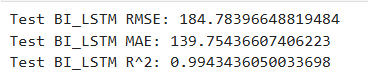 Test BI_LSTM RMSE: 184.78396648819484
Test BI_LSTM MAE: 139.75436607406223
Test BI_LSTM R^2: 0.9943436050033698